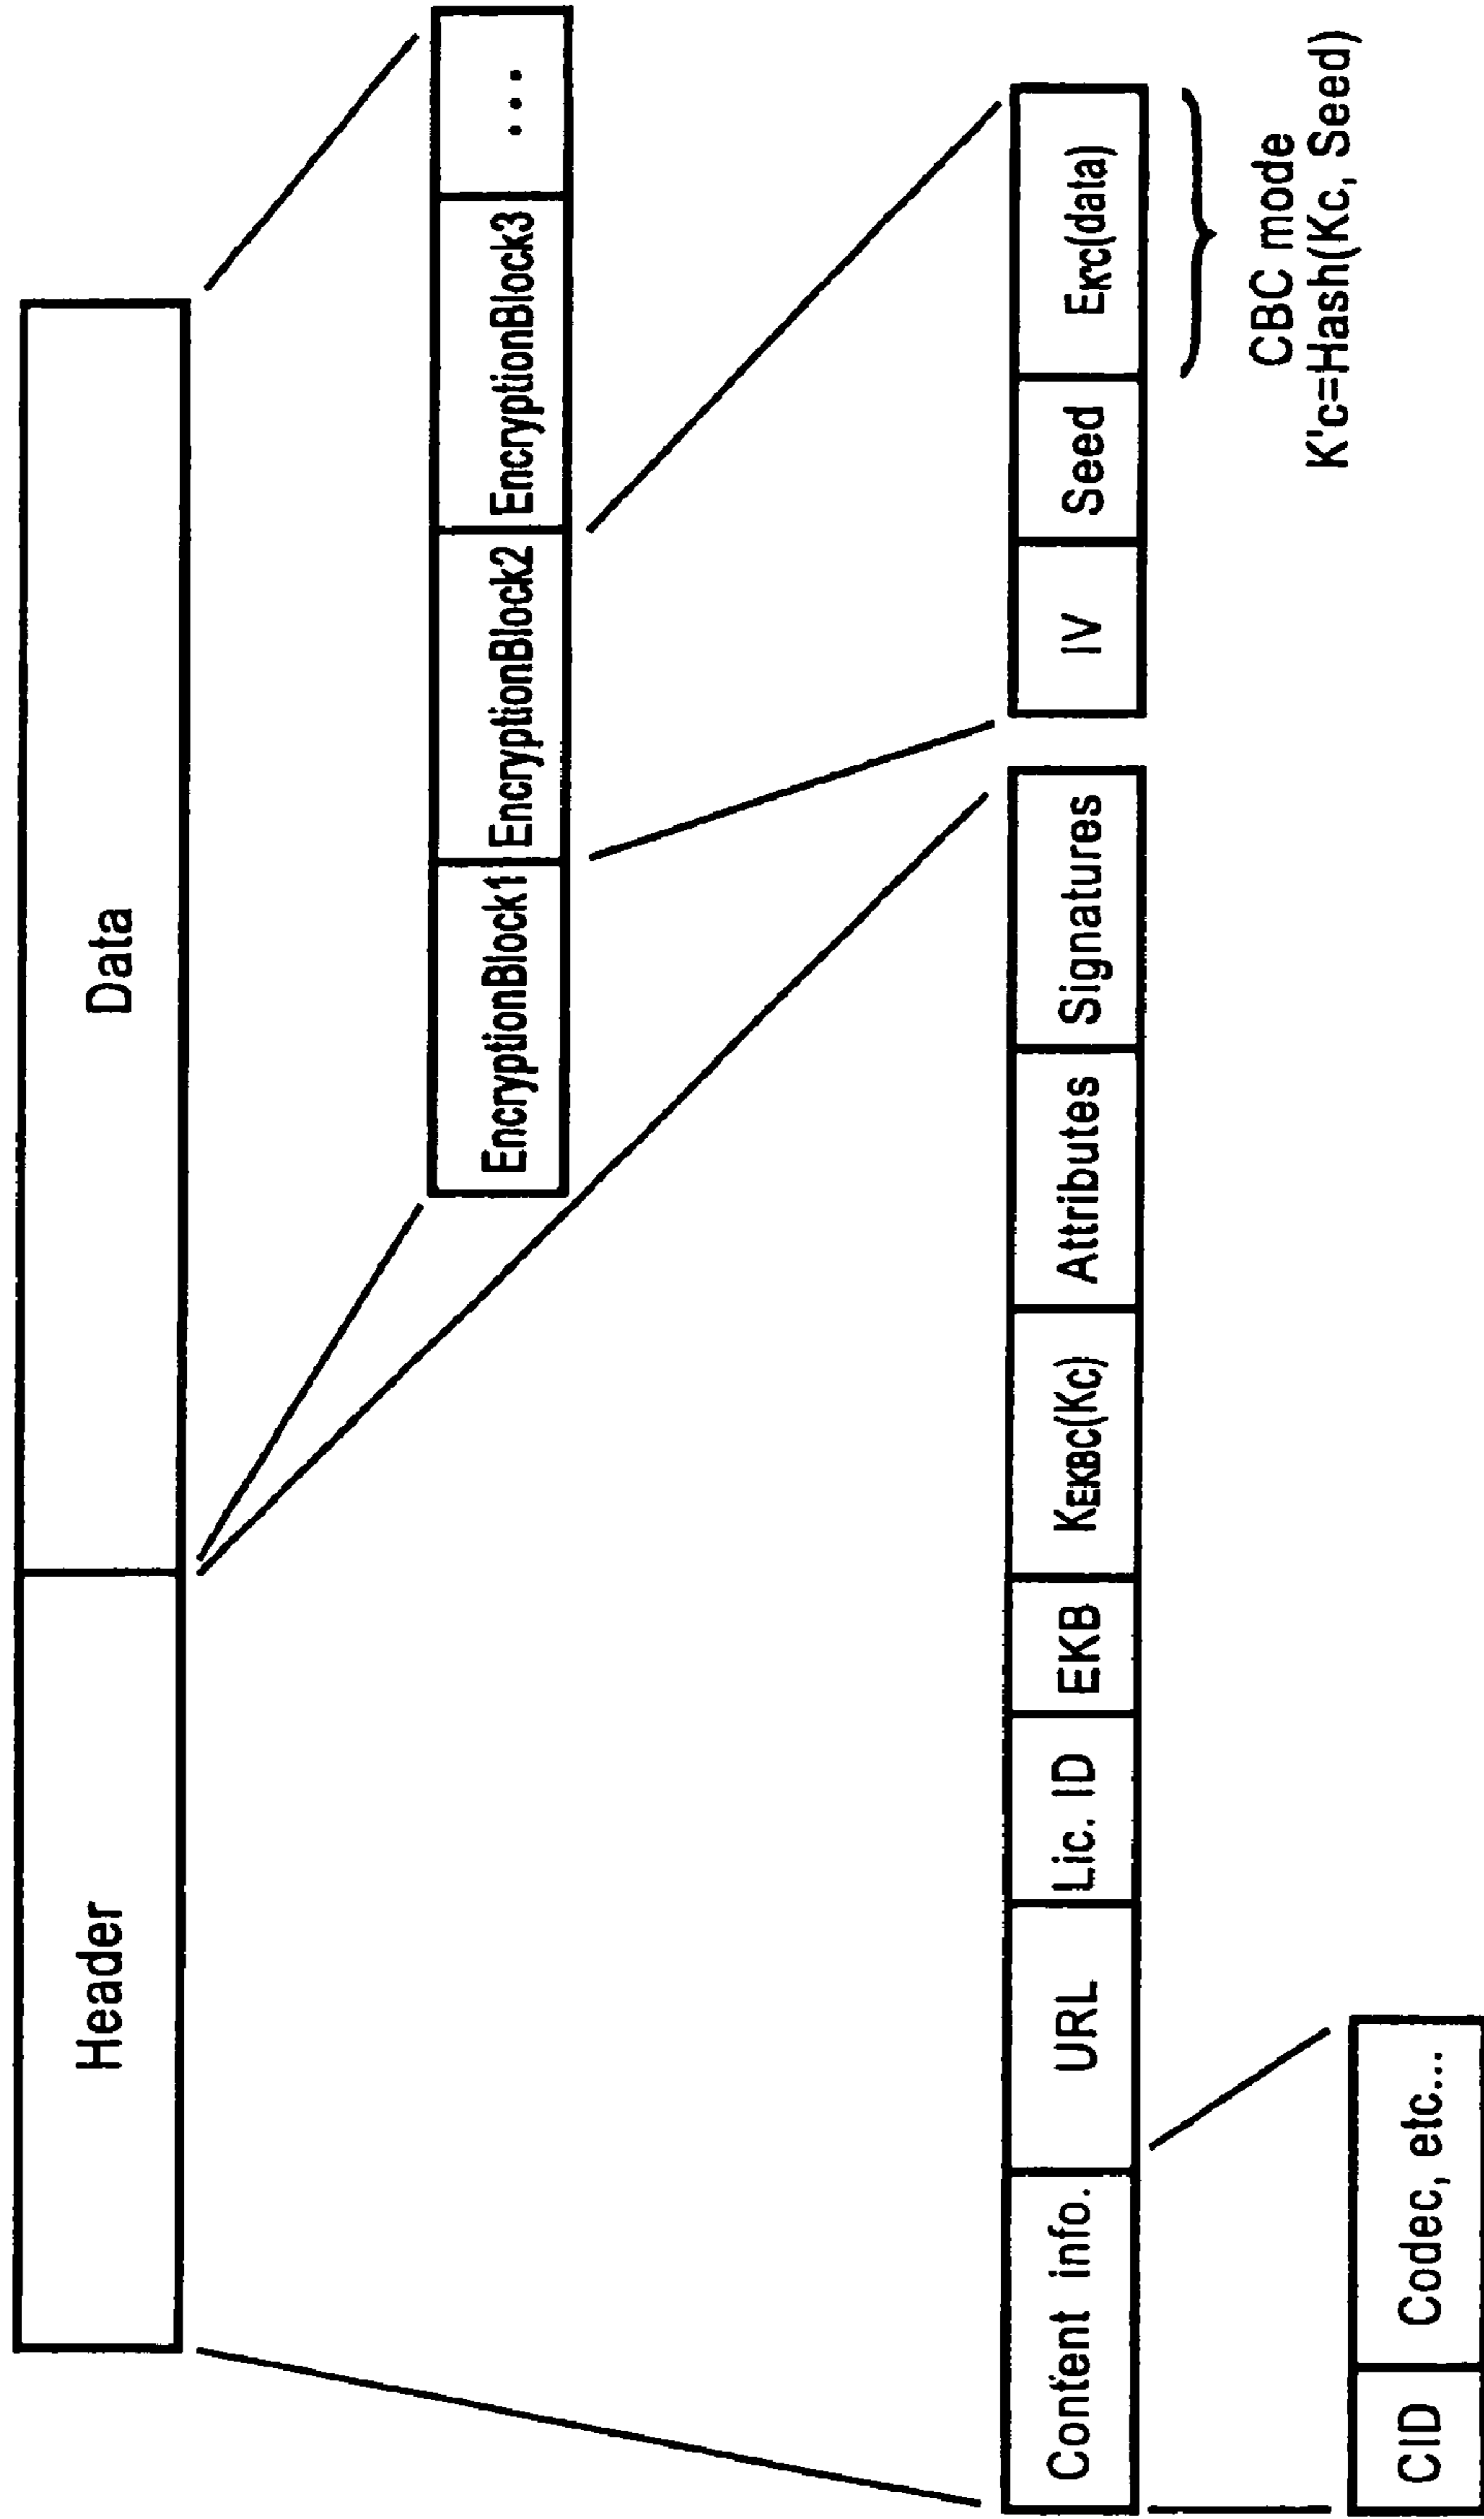 Header
Data
EncryptionBlock1
EncryptionBlock2
EncryptionBlock3
...
Content info.
URL
Lic. ID
EKB
KEKBC(Kc)
Attributes
Signatures
IV
Seed
Ekc(data)
CID
Codec, etc...
CBC mode
K'c=Hash(Kc, Seed)